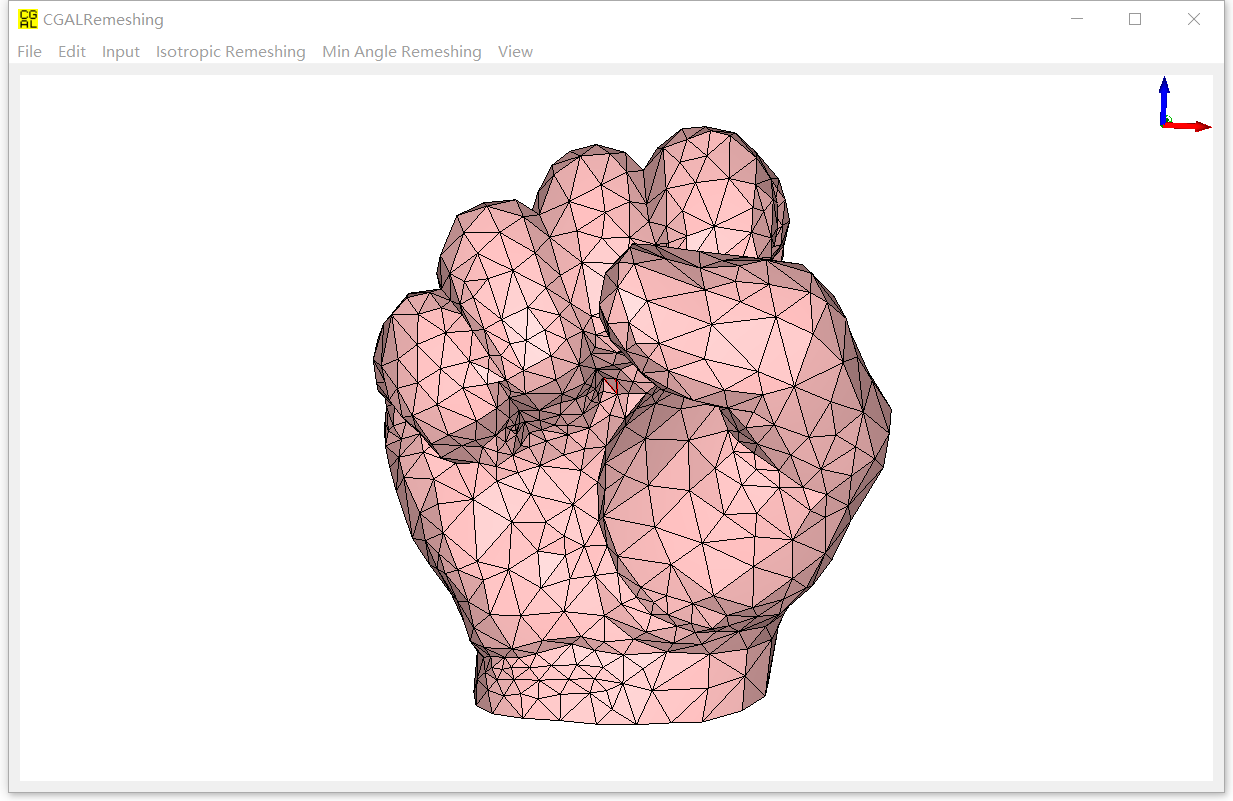 CG
AL CGALRemeshing
File Edit Input Isotropic Remeshing Min Angle Remeshing View